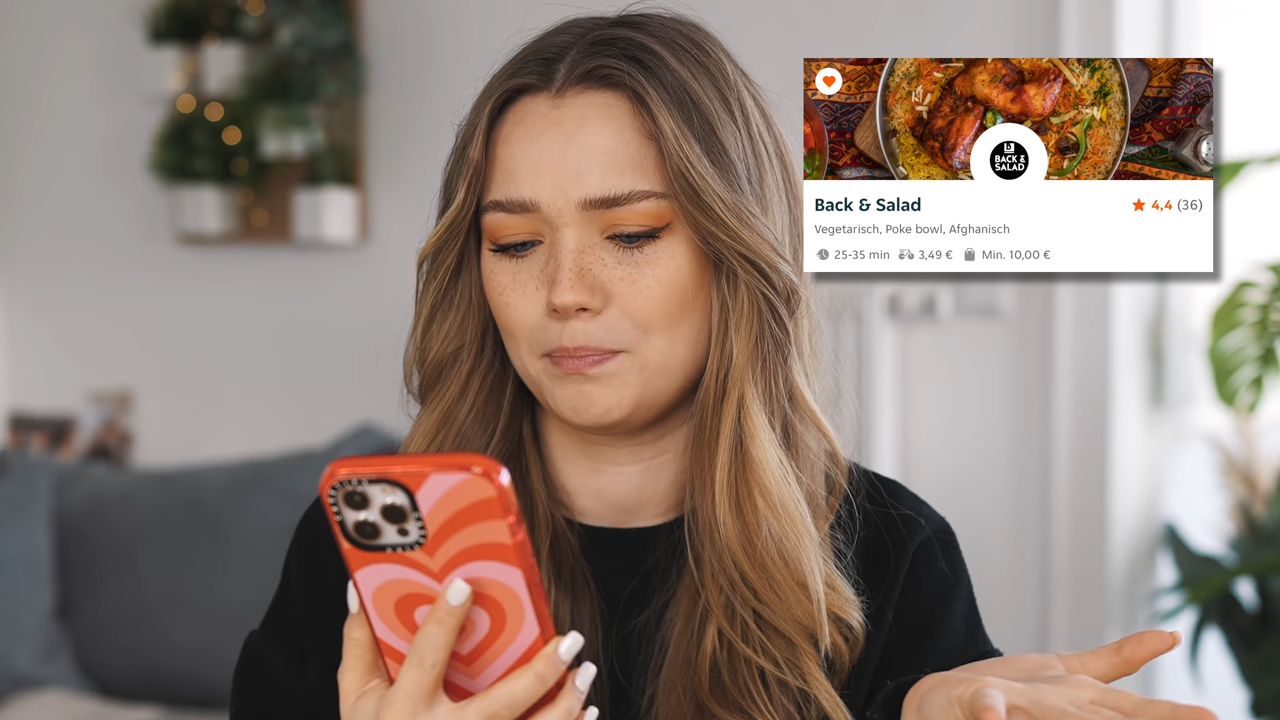 BACK &
SALAD
Back & Salad
4,4 (36)
Vegetarisch, Poke bowl, Afghanisch
25-35 min 3,49 € Min. 10,00 €